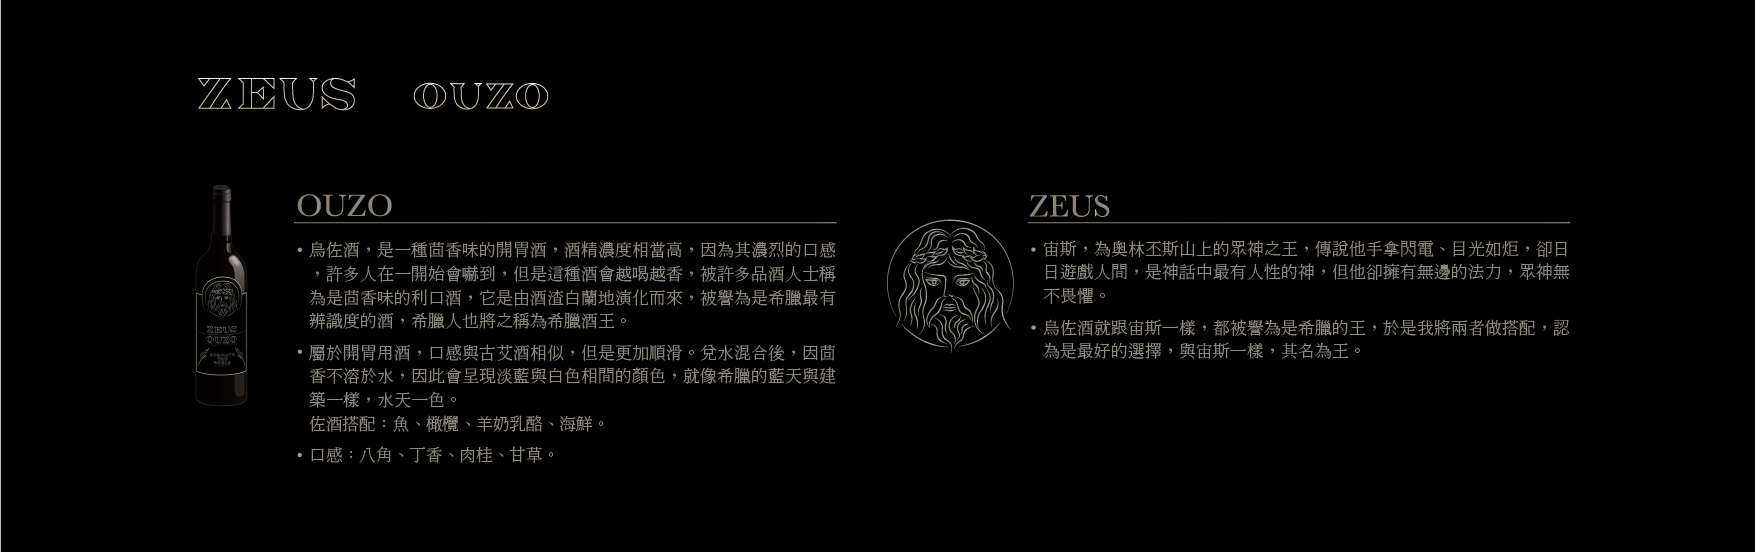 ZEUS OUZO
OUZO
• 烏佐酒，是一種茴香味的開胃酒，酒精濃度相當高，因為其濃烈的口感
，許多人在一開始會嚇到，但是這種酒會越喝越香，被許多品酒人士稱
為是茴香味的利口酒，它是由酒渣白蘭地演化而來，被譽為是希臘最有
辨識度的酒，希臘人也將之稱為希臘酒王。
• 屬於開胃用酒，口感與古艾酒相似，但是更加順滑。兌水混合後，因茴
香不溶於水，因此會呈現淡藍與白色相間的顏色，就像希臘的藍天與建
築一樣，水天一色。
佐酒搭配：魚、橄欖、羊奶乳酪、海鮮。
• 口感：八角、丁香、肉桂、甘草。
ZEUS
OUZO
ZEUS
• 宙斯，為奧林丕斯山上的眾神之王，傳說他手拿閃電、目光如炬，卻日
日遊戲人間，是神話中最有人性的神，但他卻擁有無邊的法力，眾神無
不畏懼。
• 烏佐酒就跟宙斯一樣，都被譽為是希臘的王，於是我將兩者做搭配，認
為是最好的選擇，與宙斯一樣，其名為王。